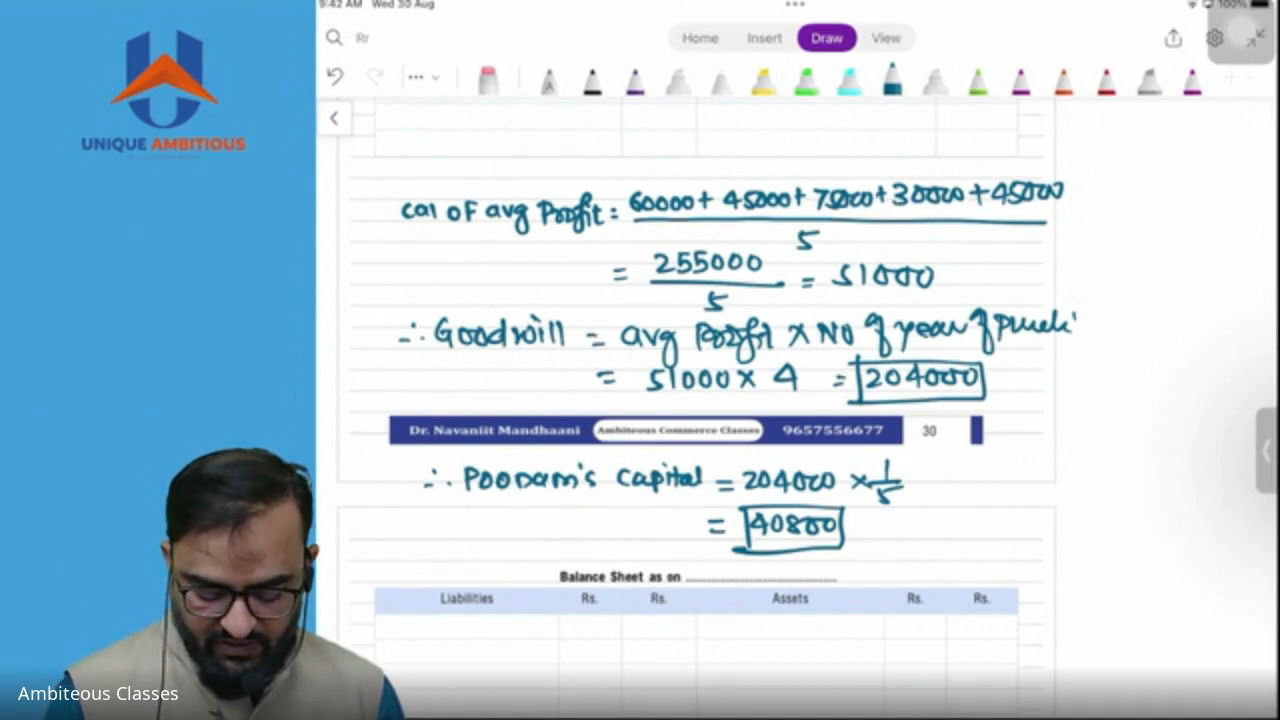 9:42 AM Wed 30 Aug
100%
Rr
Home Insert Draw View
UNIQUE AMBITIOUS
Cal of avg Profit = 60000 + 45000 + 75000 + 30000 + 45000
5
= 255000 = 51000
5
∴ Goodwill = avg Profit × No of year of
= 51000 × 4 = 204000
Dr. Navaniit Mandhaani Ambiteous Commerce Classes 9657556677 30
∴ Poonam's Capital = 204000 × 1/5
= 40800
Balance Sheet as on ................................................
Liabilities Rs. Rs. Assets Rs. Rs.
Ambiteous Classes